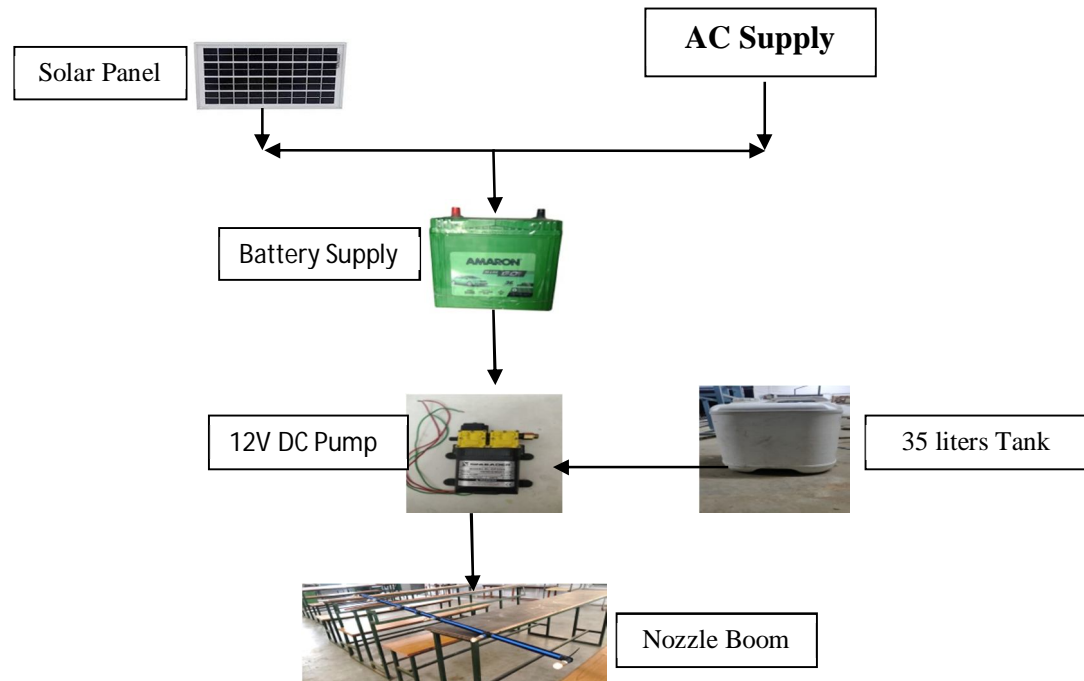 AC Supply
Solar Panel
Battery Supply
AMARON
12V DC Pump
35 liters Tank
Nozzle Boom